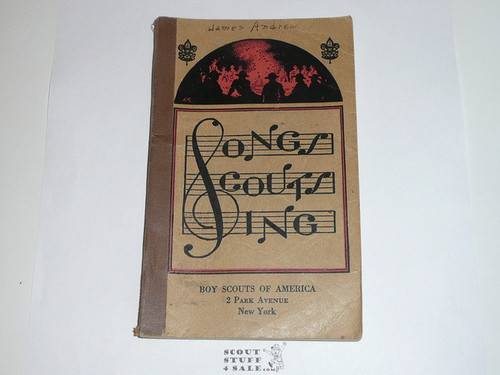 James Andrew
SONGS
SCOUTS
SING
BOY SCOUTS OF AMERICA
2 PARK AVENUE
New York
SCOUT
STUFF
4 SALE.COM